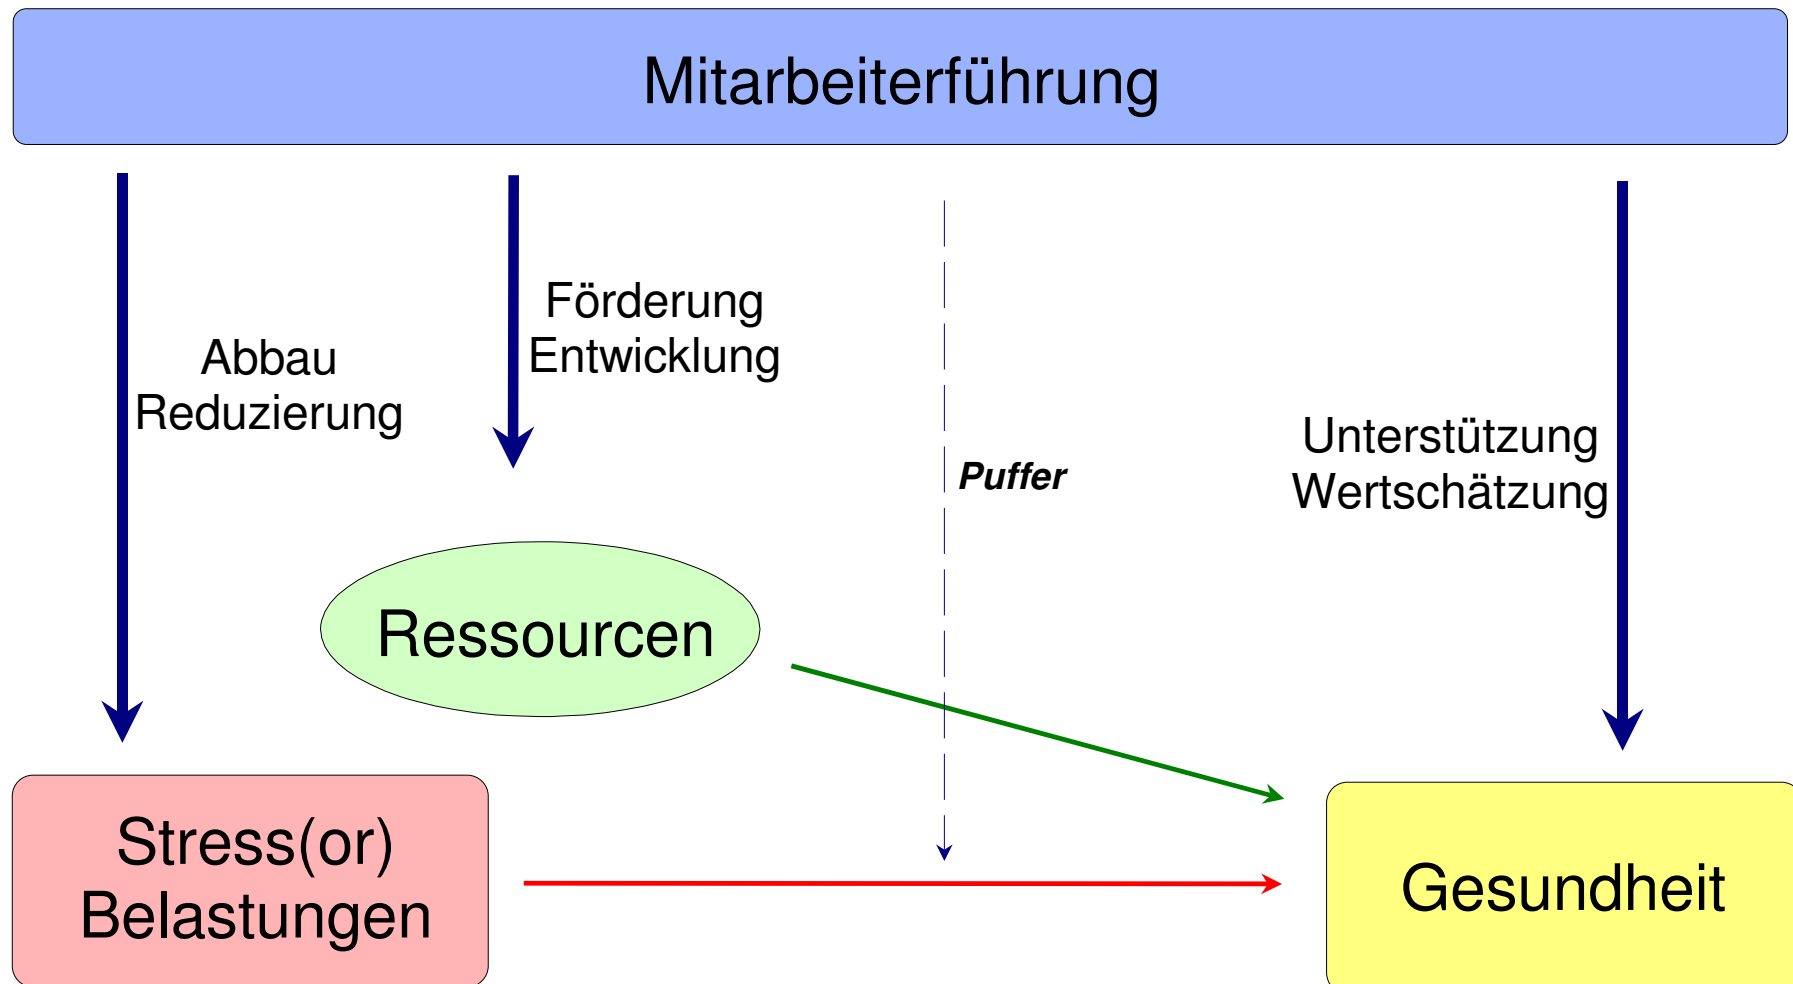 Mitarbeiterführung
Förderung
Entwicklung
Abbau
Reduzierung
Unterstützung
Wertschätzung
Puffer
Ressourcen
Stress(or)
Belastungen
Gesundheit